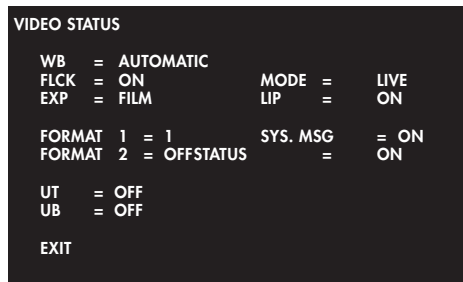 VIDEO STATUS
WB = AUTOMATIC
FLCK = ON MODE = LIVE
EXP = FILM LIP = ON
FORMAT 1 = 1 SYS. MSG = ON
FORMAT 2 = OFFSTATUS = ON
UT = OFF
UB = OFF
EXIT